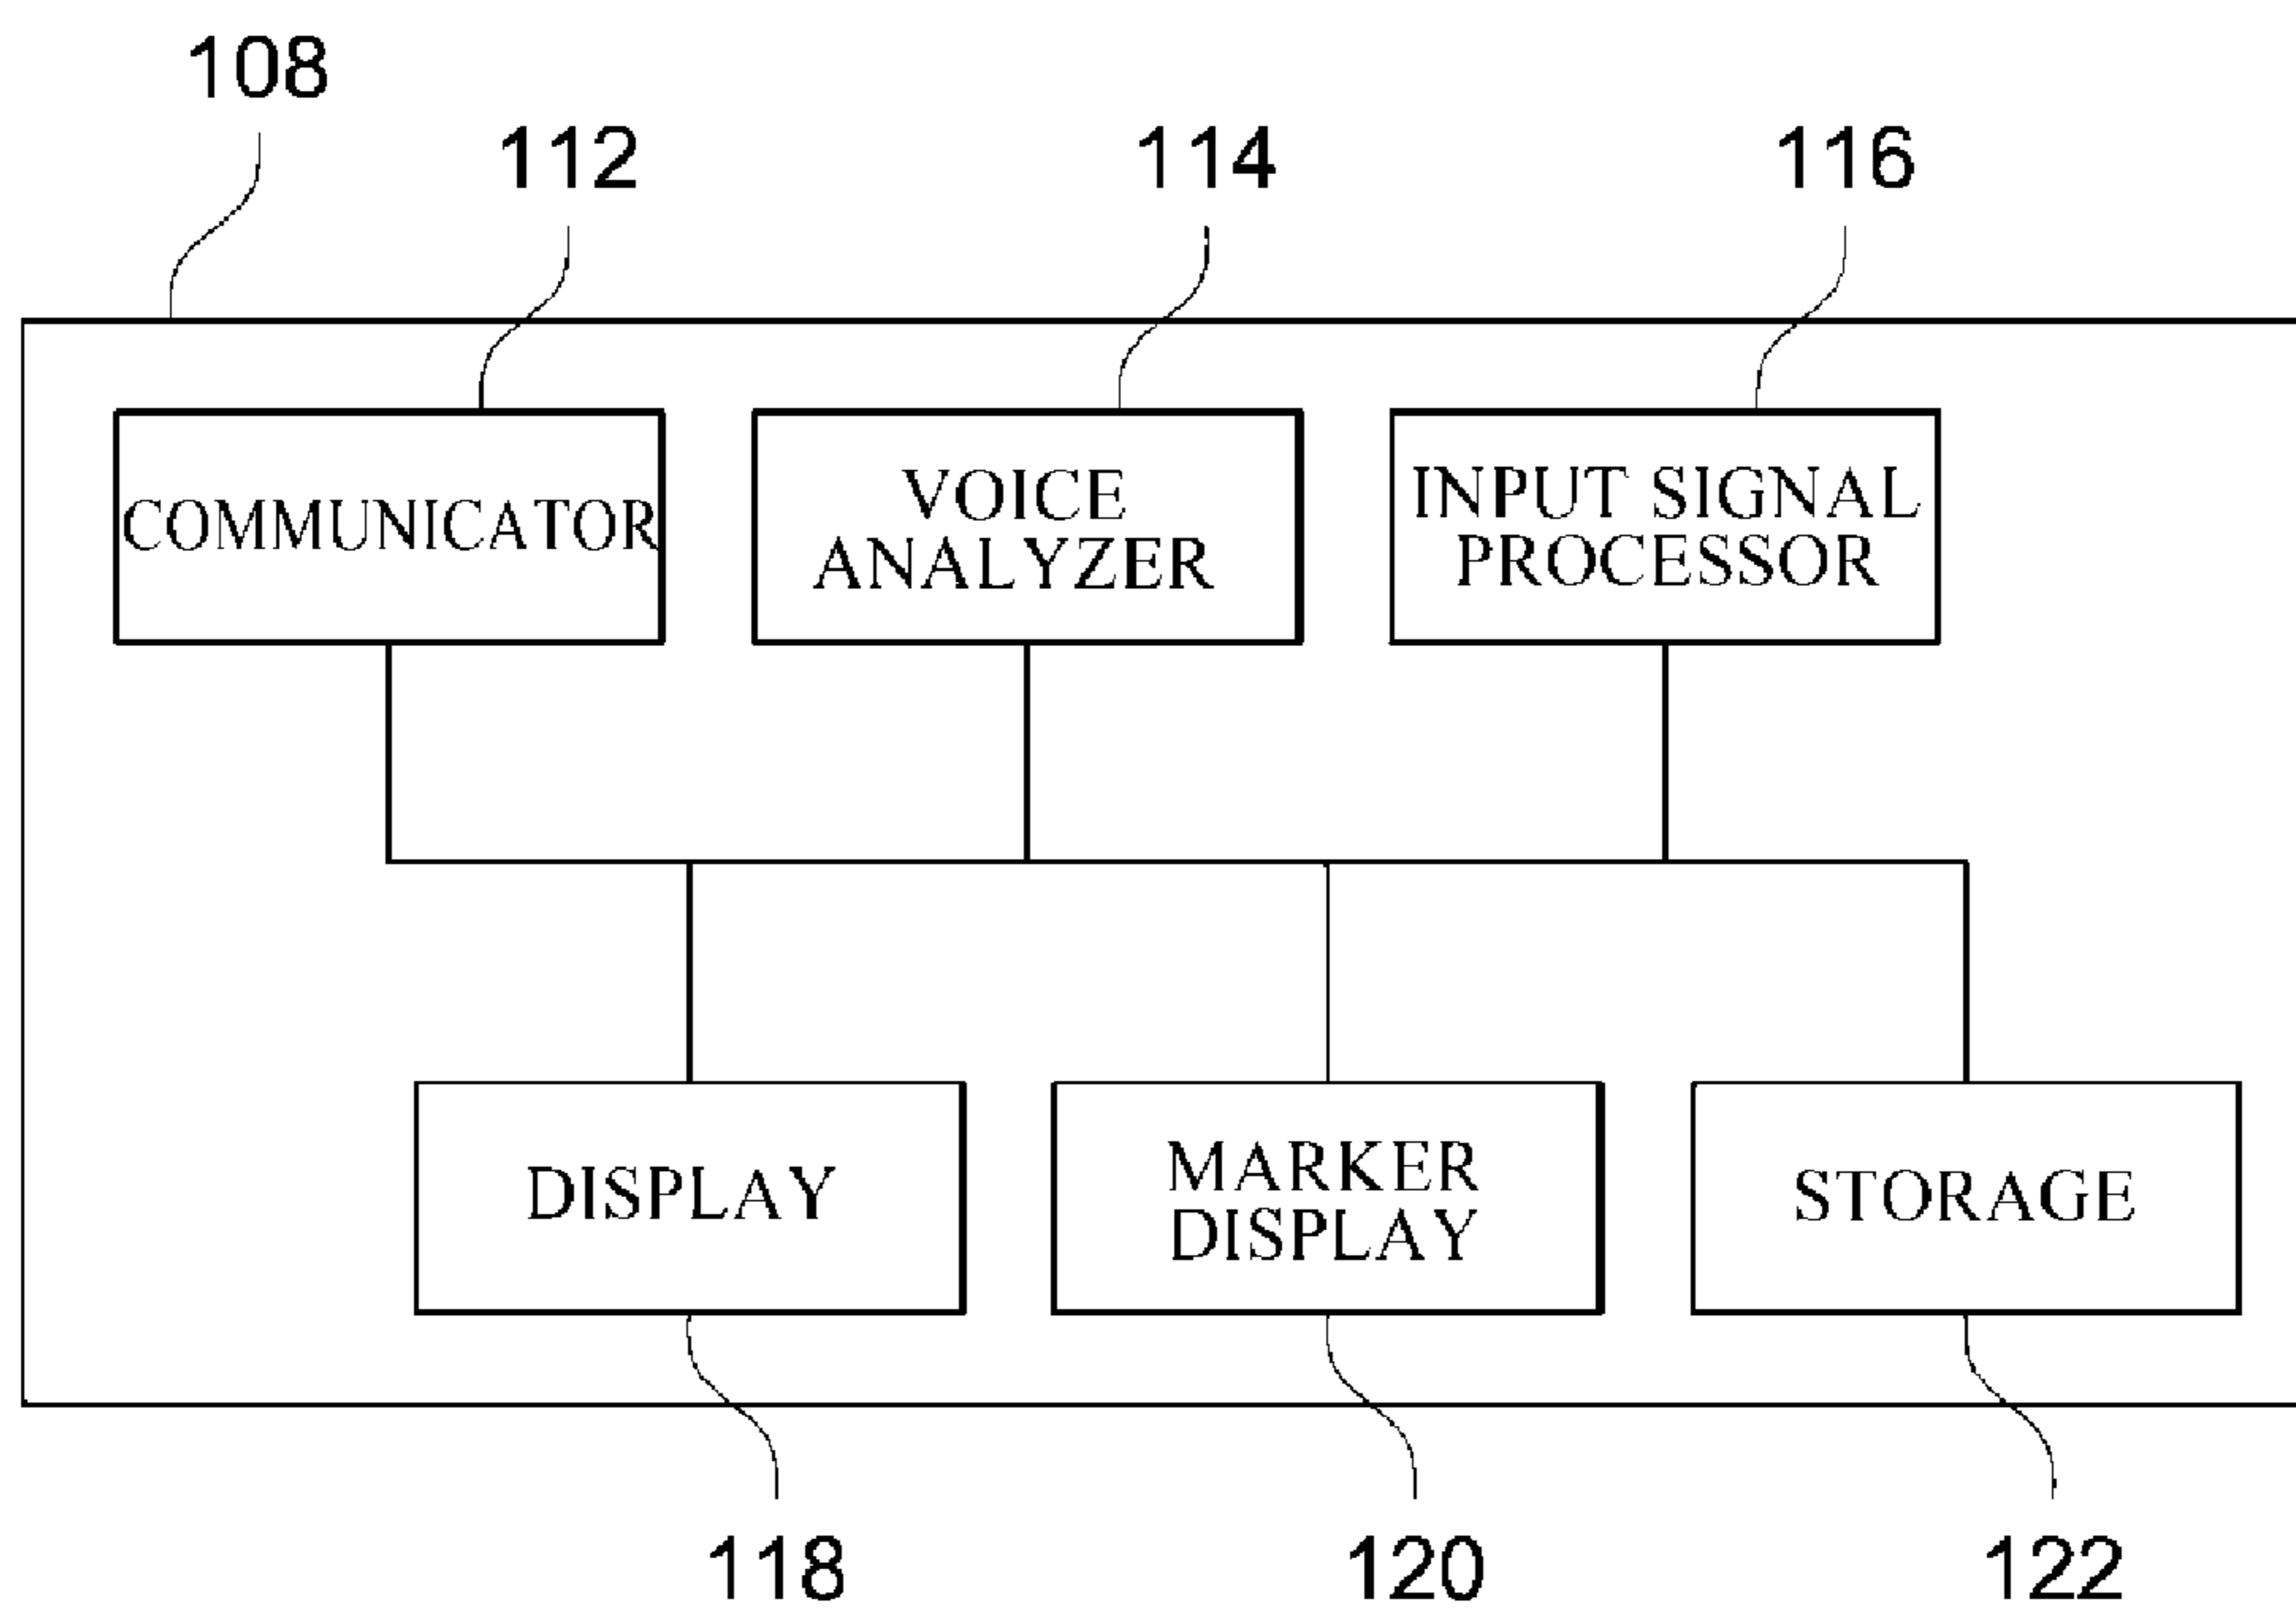 108
112
114
116
COMMUNICATOR
VOICE
ANALYZER
INPUT SIGNAL
PROCESSOR
DISPLAY
MARKER
DISPLAY
STORAGE
118
120
122